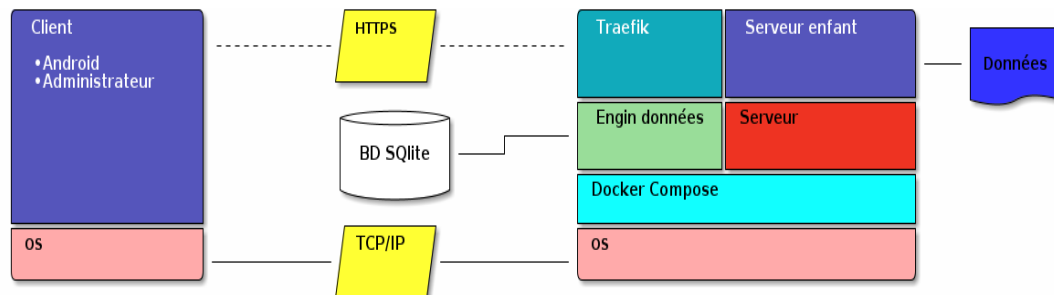 Client
•Android
•Administrateur
OS
HTTPS
BD SQlite
TCP/IP
Traefik
Serveur enfant
Engin données
Serveur
Docker Compose
OS
Données